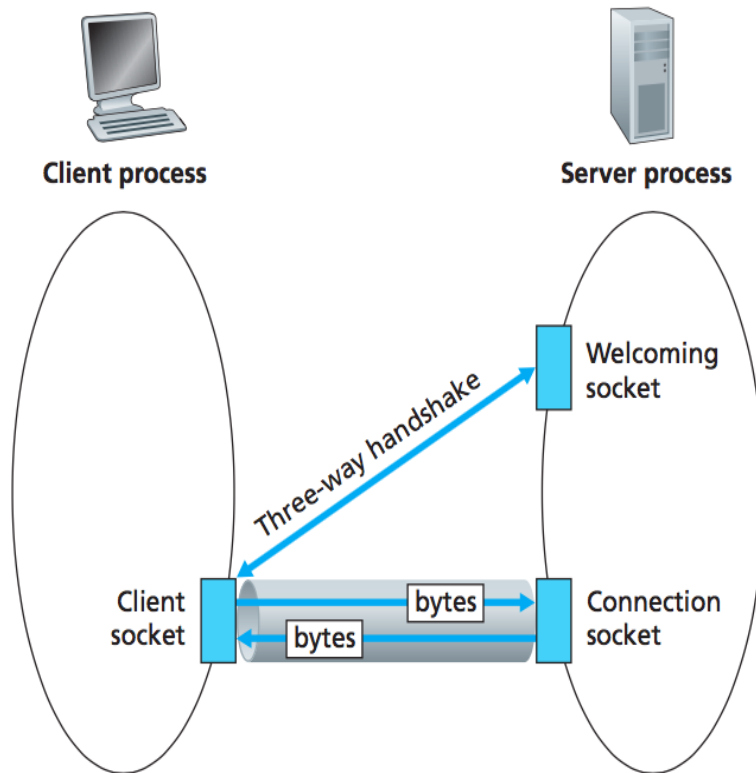 Client process
Server process
Welcoming
socket
Three-way handshake
Client
socket
bytes
bytes
Connection
socket